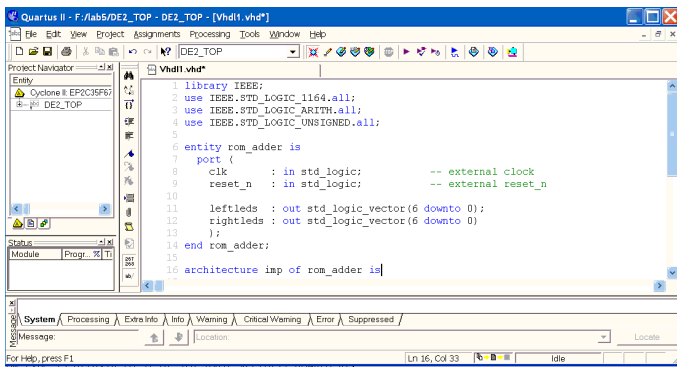 Quartus II - F:/lab5/DE2_TOP - DE2_TOP - [Vhdl1.vhd*]
File Edit View Project Assignments Processing Tools Window Help
DE2_TOP
Project Navigator
Vhdl1.vhd*
Entity
Cyclone II: EP2C35F67
DE2_TOP
1 library IEEE;
2 use IEEE.STD_LOGIC_1164.all;
3 use IEEE.STD_LOGIC_ARITH.all;
4 use IEEE.STD_LOGIC_UNSIGNED.all;
5
6 entity rom_adder is
7 port (
8 clk : in std_logic; -- external clock
9 reset_n : in std_logic; -- external reset_n
10
11 leftleds : out std_logic_vector(6 downto 0);
12 rightleds : out std_logic_vector(6 downto 0)
13 );
14 end rom_adder;
15
16 architecture imp of rom_adder is
267
268
ab/
Status
Module Progr... % Ti
Message
System Processing Extra Info Info Warning Critical Warning Error Suppressed
Message: Location: Locate
For Help, press F1 Ln 16, Col 33 Idle